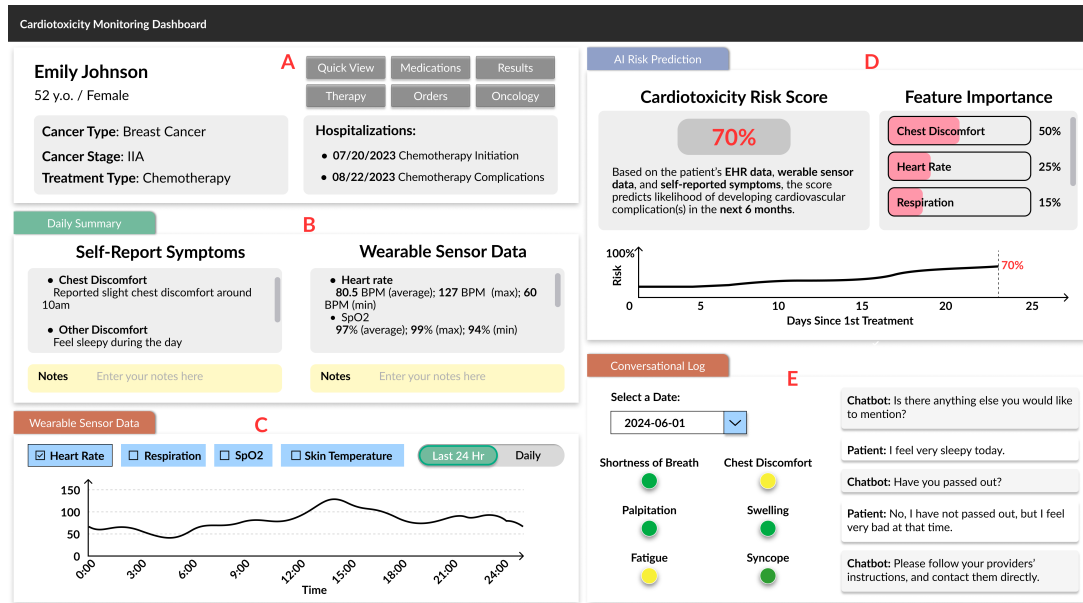 Cardiotoxicity Monitoring Dashboard
A
Emily Johnson
52 y.o. / Female
Quick View
Medications
Results
Therapy
Orders
Oncology
Cancer Type: Breast Cancer
Cancer Stage: IIA
Treatment Type: Chemotherapy
Hospitalizations:
• 07/20/2023 Chemotherapy Initiation
• 08/22/2023 Chemotherapy Complications
Daily Summary
B
Self-Report Symptoms
• Chest Discomfort
Reported slight chest discomfort around
10am
• Other Discomfort
Feel sleepy during the day
Notes Enter your notes here
Wearable Sensor Data
• Heart rate
80.5 BPM (average); 127 BPM (max); 60
BPM (min)
• SpO2
97% (average); 99% (max); 94% (min)
Notes Enter your notes here
Wearable Sensor Data
C
Heart Rate
Respiration
SpO2
Skin Temperature
Last 24 Hr
Daily
150
100
50
0
0:00 3:00 6:00 9:00 12:00 15:00 18:00 21:00 24:00
Time
AI Risk Prediction
D
Cardiotoxicity Risk Score
70%
Based on the patient's EHR data, werable sensor
data, and self-reported symptoms, the score
predicts likelihood of developing cardiovascular
complication(s) in the next 6 months.
Feature Importance
Chest Discomfort 50%
Heart Rate 25%
Respiration 15%
100%
Risk
70%
0 5 10 15 20 25
Days Since 1st Treatment
Conversational Log
E
Select a Date:
2024-06-01
Shortness of Breath
Chest Discomfort
Palpitation
Swelling
Fatigue
Syncope
Chatbot: Is there anything else you would like
to mention?
Patient: I feel very sleepy today.
Chatbot: Have you passed out?
Patient: No, I have not passed out, but I feel
very bad at that time.
Chatbot: Please follow your providers'
instructions, and contact them directly.